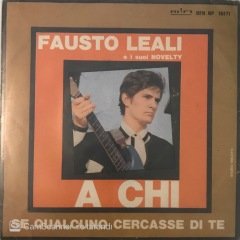 FAUSTO LEALI
e i suoi NOVELTY
A CHI
SE QUALCUNO CERCASSE DI TE